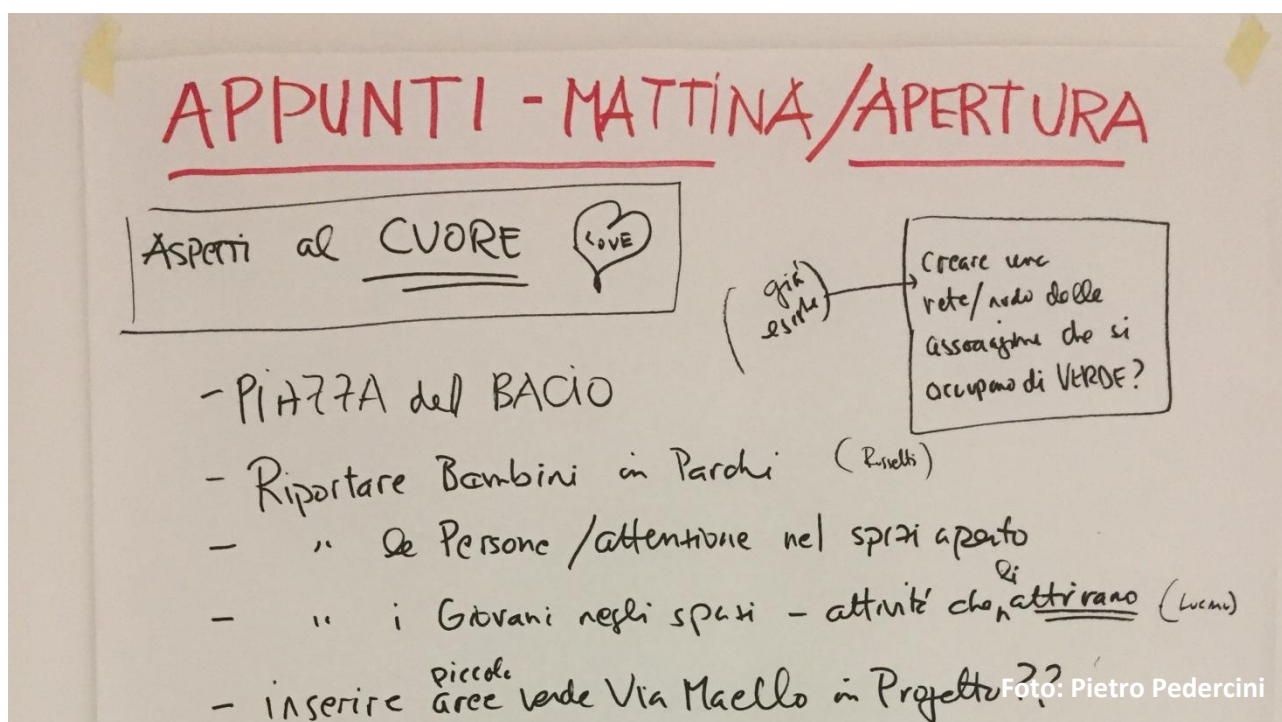 APPUNTI - MATTINA/APERTURA
ASPETTI al CUORE LOVE
(già esiste)
Creare una
rete/nodo delle
associazione che si
occupano di VERDE?
- PIAZZA del BACIO
- Riportare Bambini in Parchi
- " le Persone /attenzione nel spazi aperto
- " i Giovani negli spazi - attività che li attirano
- inserire piccole aree verde Via Maello in Progetto??
Foto: Pietro Pedercini